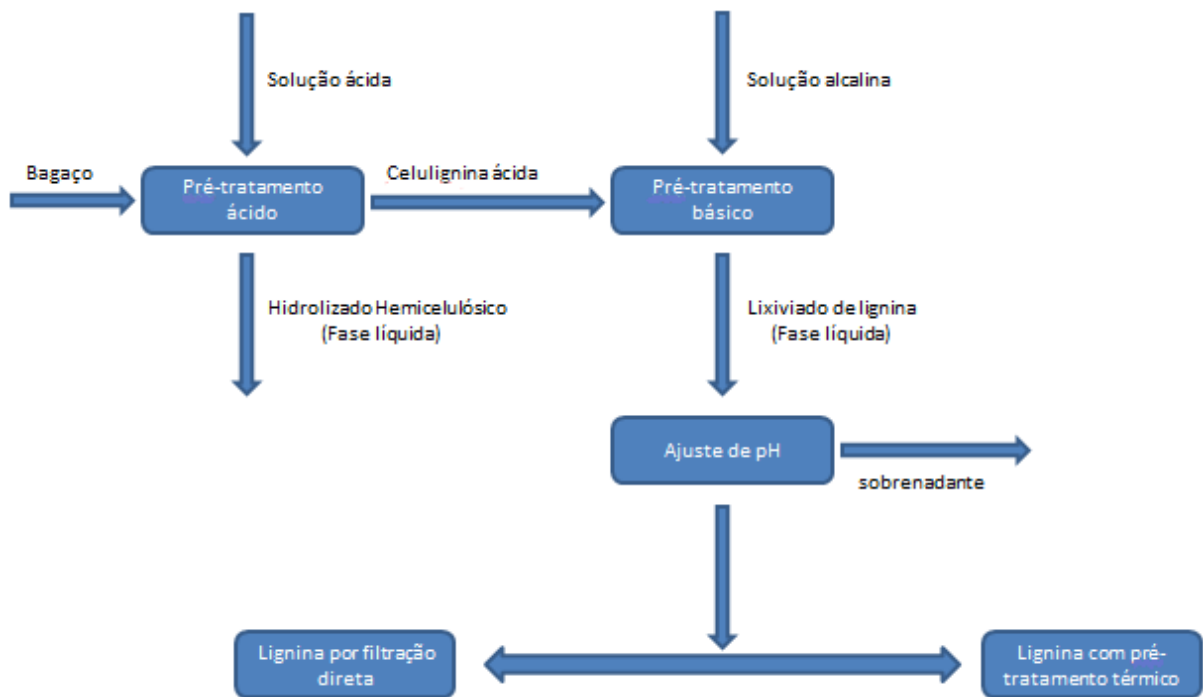 Solução ácida
Solução alcalina
Bagaço
Pré-tratamento
ácido
Celulignina ácida
Pré-tratamento
básico
Hidrolizado Hemicelulósico
(Fase líquida)
Lixiviado de lignina
(Fase líquida)
Ajuste de pH
sobrenadante
Lignina por filtração
direta
Lignina com pré-
tratamento térmico